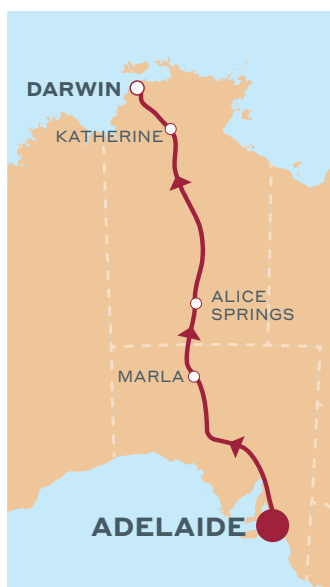 DARWIN
KATHERINE
ALICE
SPRINGS
MARLA
ADELAIDE